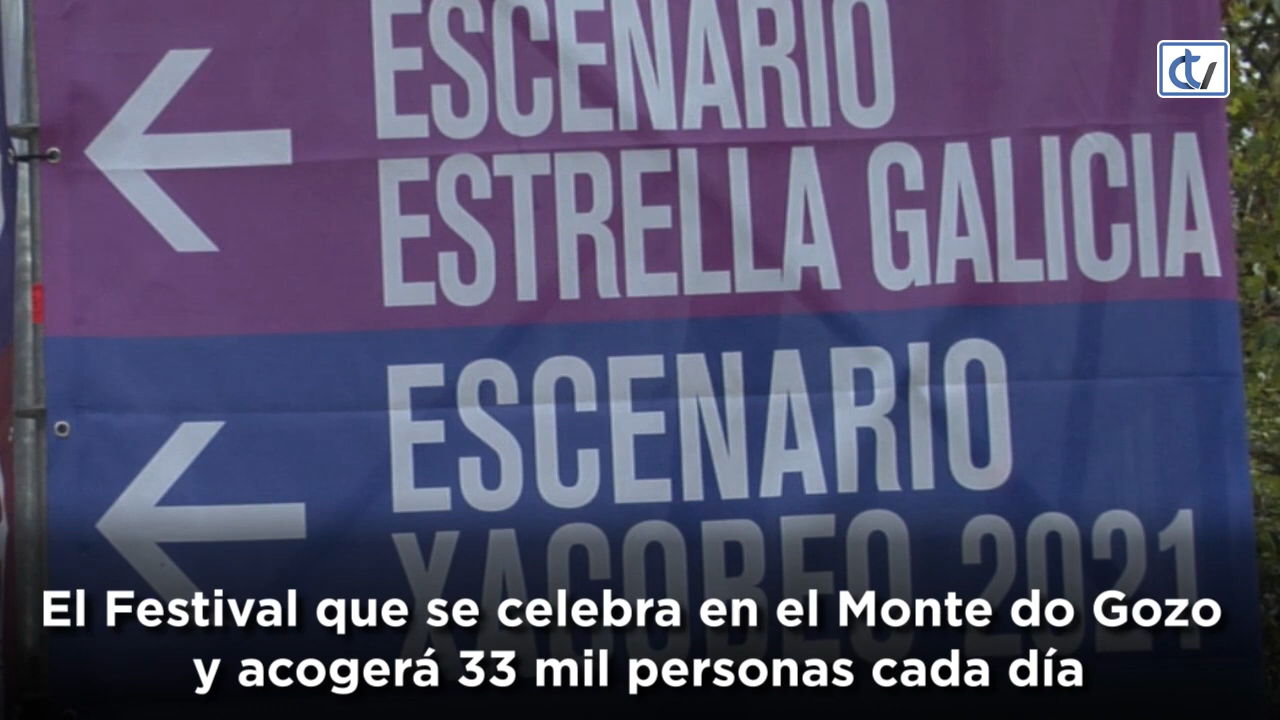 ESCENARIO
ESTRELLA GALICIA
ESCENARIO
XACOBEO 2021
El Festival que se celebra en el Monte do Gozo
y acogerá 33 mil personas cada día
ctv